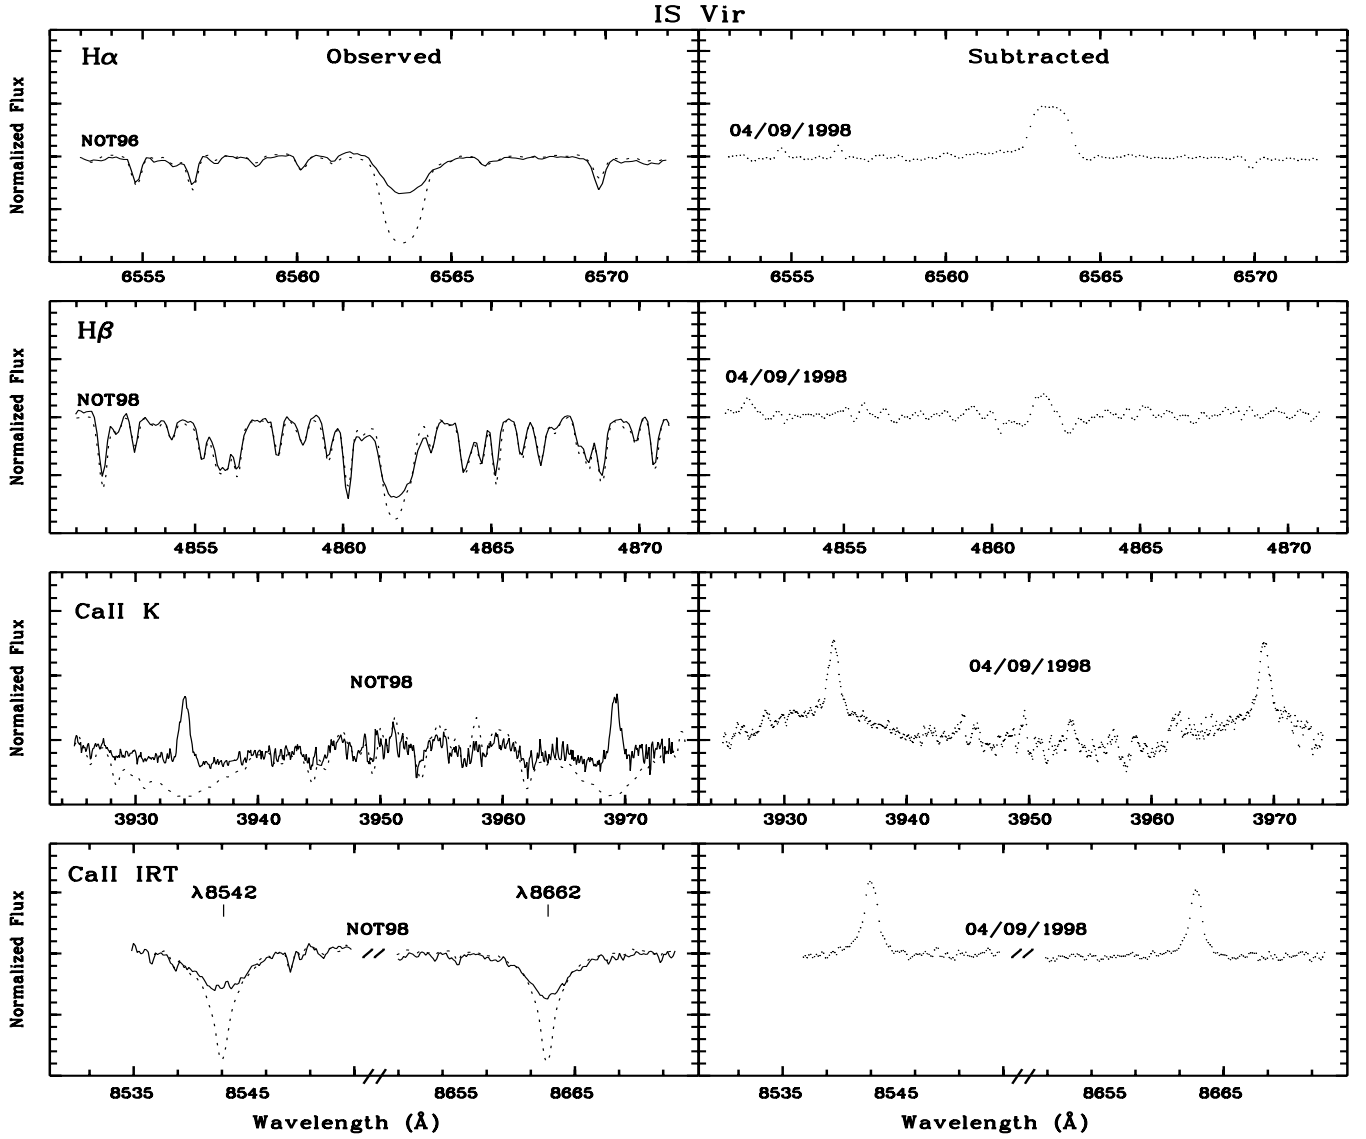 IS Vir
Hα
Observed
NOT96
Normalized Flux
6555 6560 6565 6570
Subtracted
04/09/1998
6555 6560 6565 6570
Hβ
NOT98
Normalized Flux
4855 4860 4865 4870
04/09/1998
4855 4860 4865 4870
CaII K
NOT98
Normalized Flux
3930 3940 3950 3960 3970
04/09/1998
3930 3940 3950 3960 3970
CaII IRT
λ8542
λ8662
NOT98
Normalized Flux
8535 8545 8655 8665
Wavelength (Å)
04/09/1998
8535 8545 8655 8665
Wavelength (Å)